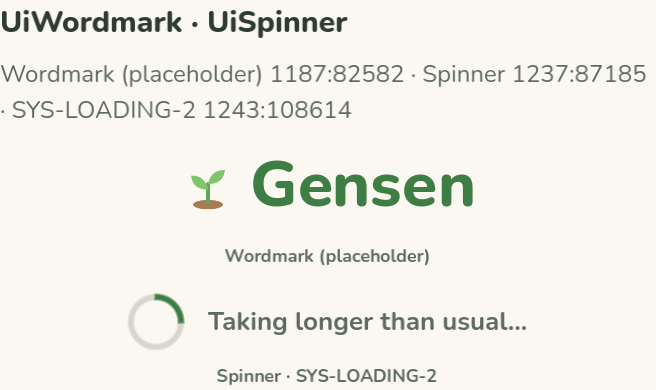 UiWordmark · UiSpinner
Wordmark (placeholder) 1187:82582 · Spinner 1237:87185
· SYS-LOADING-2 1243:108614
Gensen
Wordmark (placeholder)
Taking longer than usual...
Spinner · SYS-LOADING-2